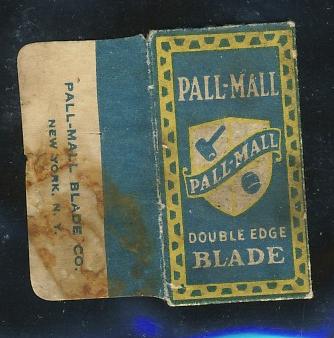 PALL-MALL BLADE CO.
NEW YORK, N. Y.
PALL-MALL
PALL-MALL
DOUBLE EDGE
BLADE